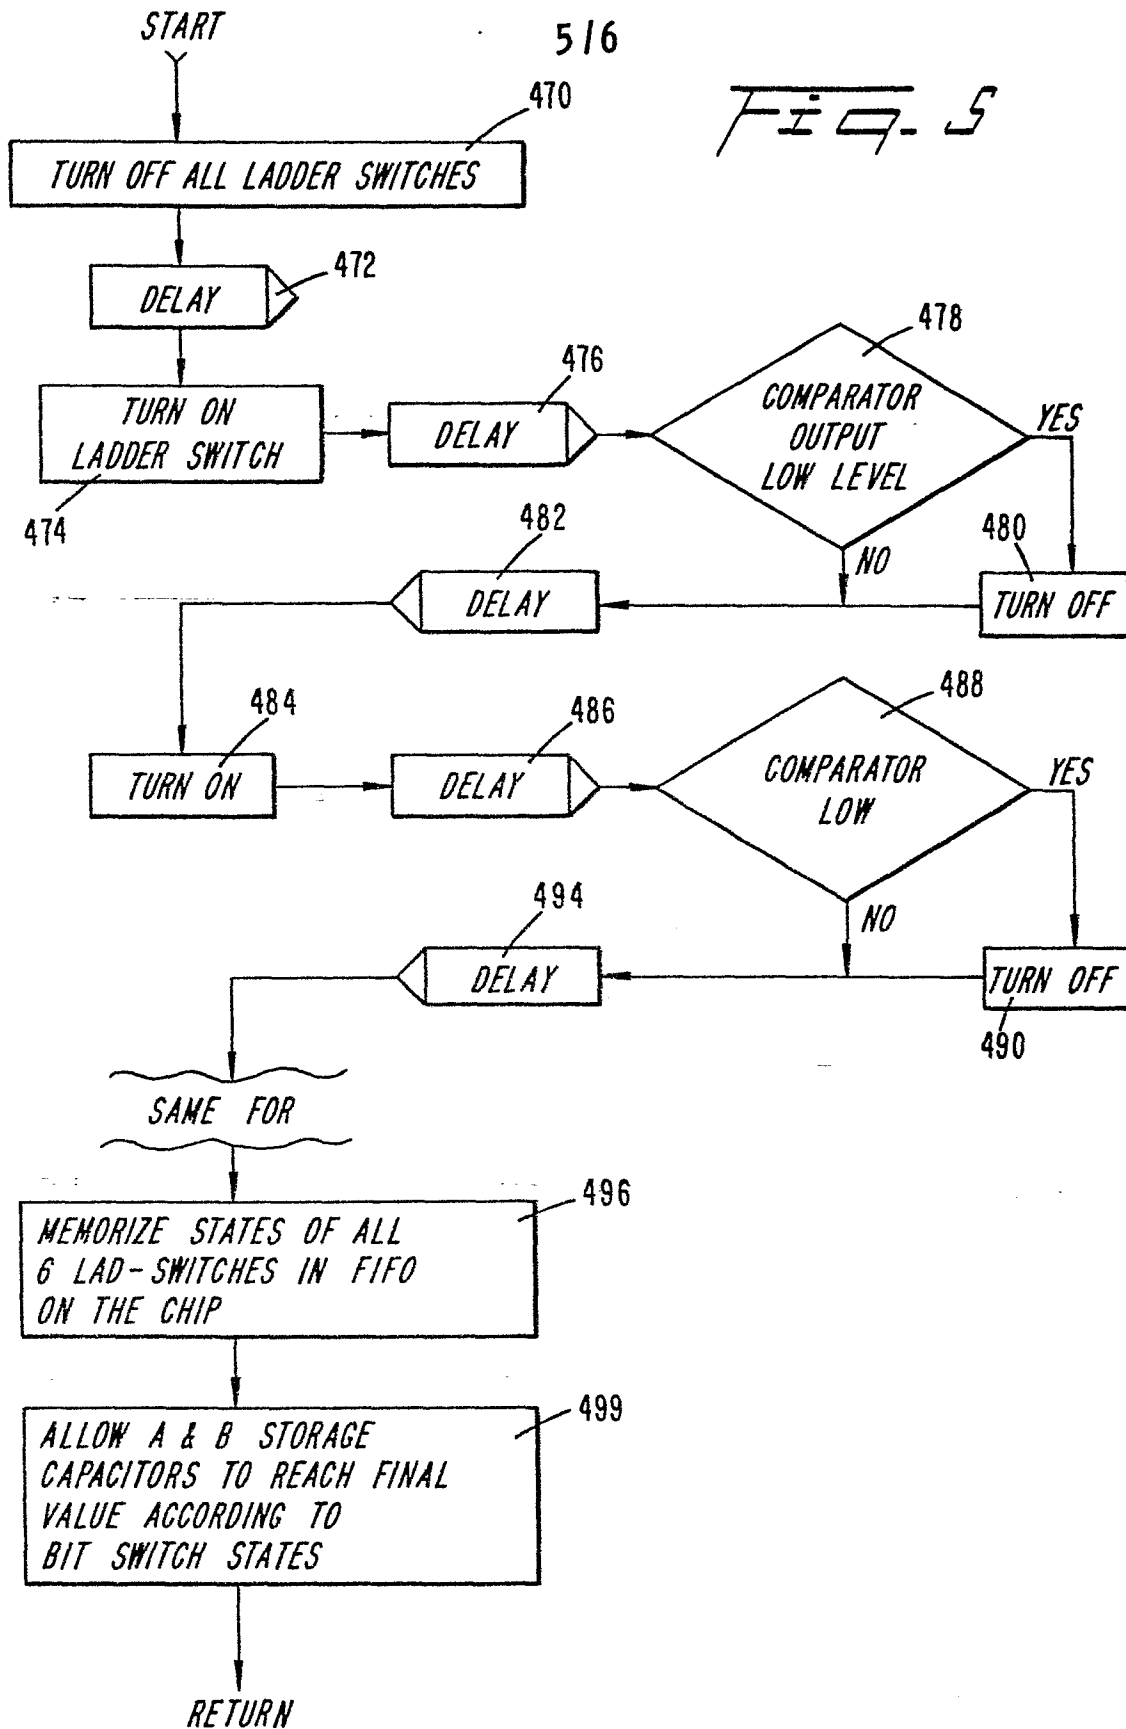 START
5/6
Fig. 5
470
TURN OFF ALL LADDER SWITCHES
472
DELAY
478
476
TURN ON
LADDER SWITCH
DELAY
COMPARATOR
OUTPUT
LOW LEVEL
YES
474
482
480
NO
DELAY
TURN OFF
484
486
488
TURN ON
DELAY
COMPARATOR
LOW
YES
494
NO
DELAY
TURN OFF
490
SAME FOR
496
MEMORIZE STATES OF ALL
6 LAD-SWITCHES IN FIFO
ON THE CHIP
499
ALLOW A & B STORAGE
CAPACITORS TO REACH FINAL
VALUE ACCORDING TO
BIT SWITCH STATES
RETURN